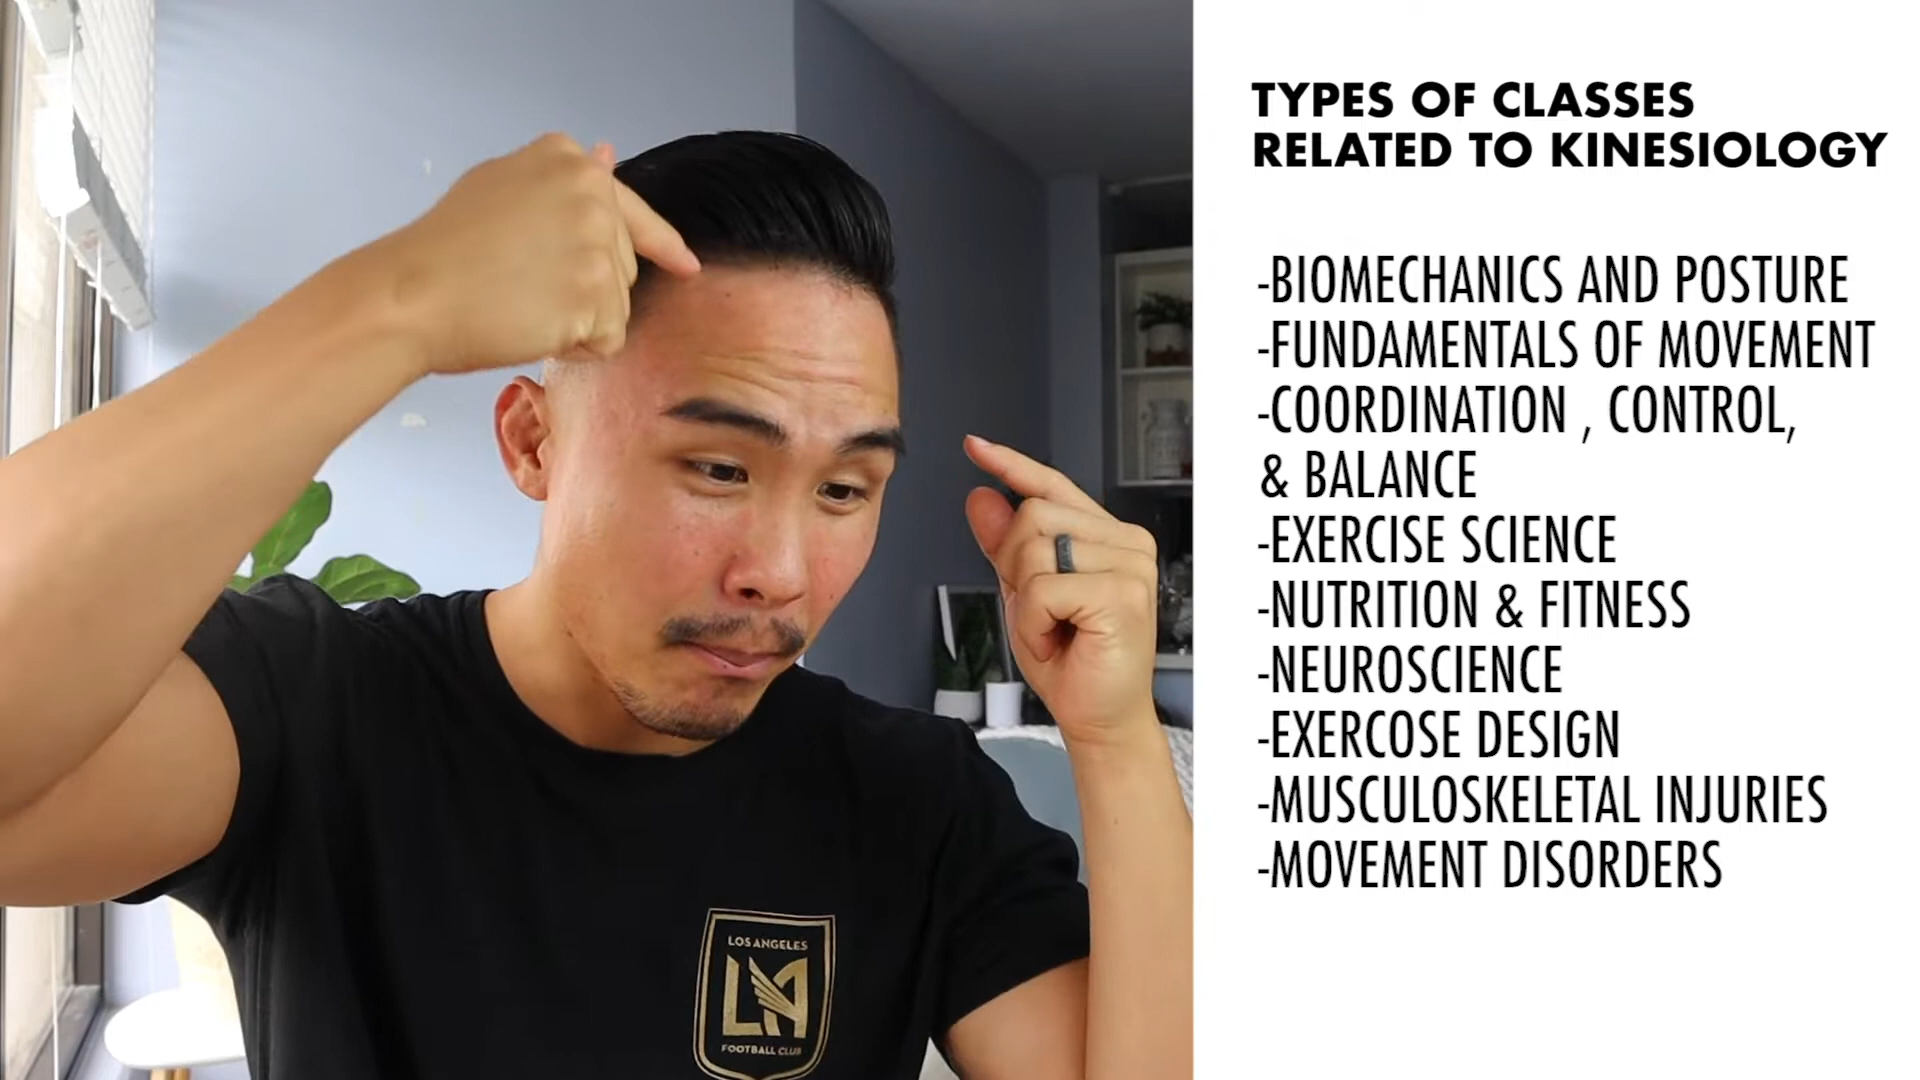 TYPES OF CLASSES
RELATED TO KINESIOLOGY
-BIOMECHANICS AND POSTURE
-FUNDAMENTALS OF MOVEMENT
-COORDINATION , CONTROL,
& BALANCE
-EXERCISE SCIENCE
-NUTRITION & FITNESS
-NEUROSCIENCE
-EXERCOSE DESIGN
-MUSCULOSKELETAL INJURIES
-MOVEMENT DISORDERS
LOS ANGELES
LA
FOOTBALL CLUB